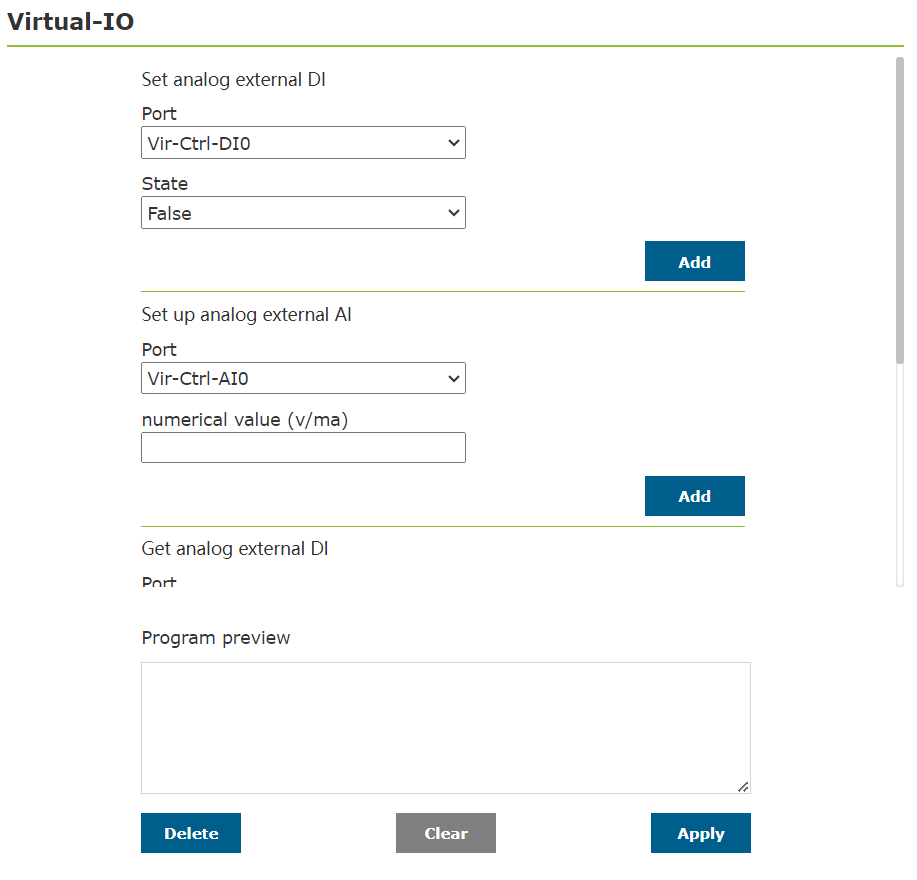 Virtual-IO
Set analog external DI
Port
Vir-Ctrl-DI0
State
False
Add
Set up analog external AI
Port
Vir-Ctrl-AI0
numerical value (v/ma)
Add
Get analog external DI
Port
Program preview
Delete
Clear
Apply